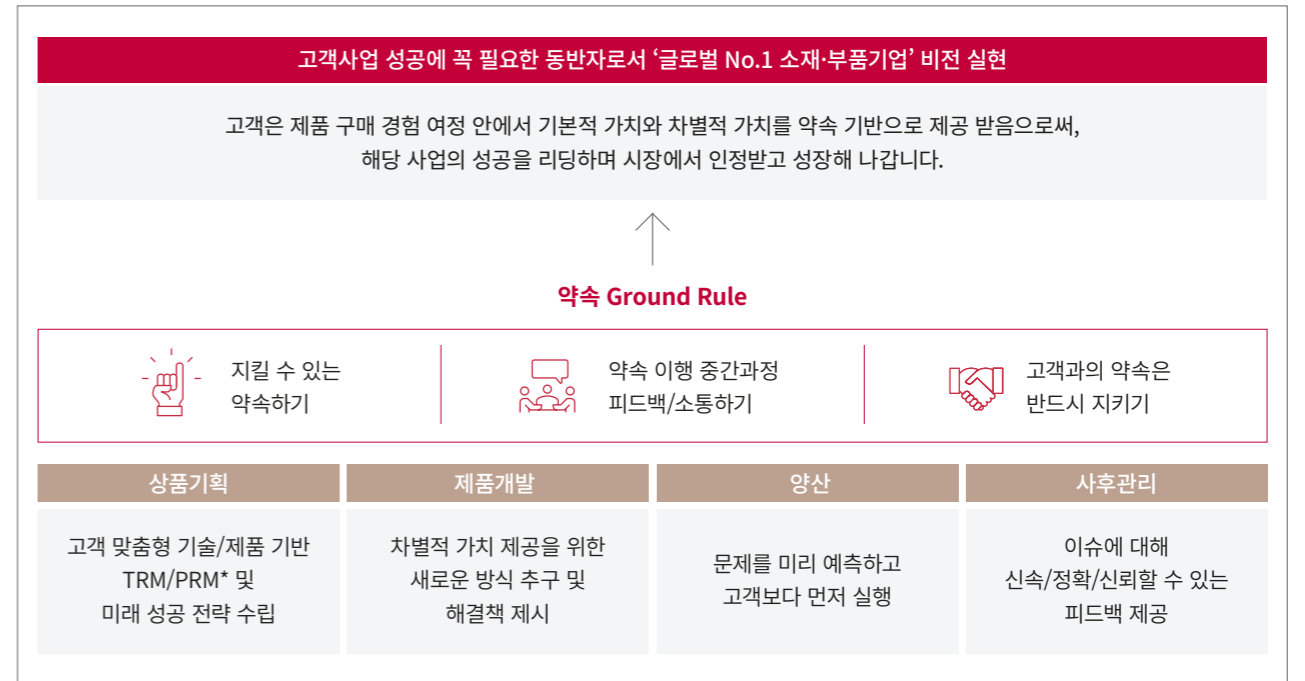 고객사업 성공에 꼭 필요한 동반자로서 ‘글로벌 No.1 소재·부품기업’ 비전 실현
고객은 제품 구매 경험 여정 안에서 기본적 가치와 차별적 가치를 약속 기반으로 제공 받음으로써,
해당 사업의 성공을 리딩하며 시장에서 인정받고 성장해 나갑니다.
약속 Ground Rule
지킬 수 있는
약속하기
약속 이행 중간과정
피드백/소통하기
고객과의 약속은
반드시 지키기
상품기획
고객 맞춤형 기술/제품 기반
TRM/PRM* 및
미래 성공 전략 수립
제품개발
차별적 가치 제공을 위한
새로운 방식 추구 및
해결책 제시
양산
문제를 미리 예측하고
고객보다 먼저 실행
사후관리
이슈에 대해
신속/정확/신뢰할 수 있는
피드백 제공